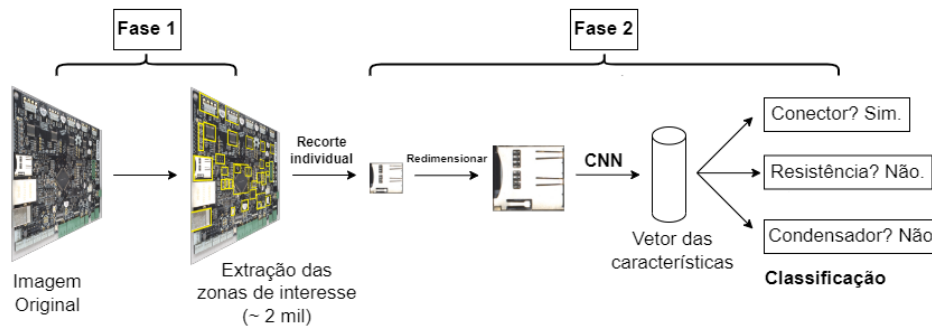 Fase 1
Fase 2
Recorte
individual
Redimensionar
CNN
Conector? Sim.
Resistência? Não.
Condensador? Não
Imagem
Original
Extração das
zonas de interesse
(~ 2 mil)
Vetor das
características
Classificação